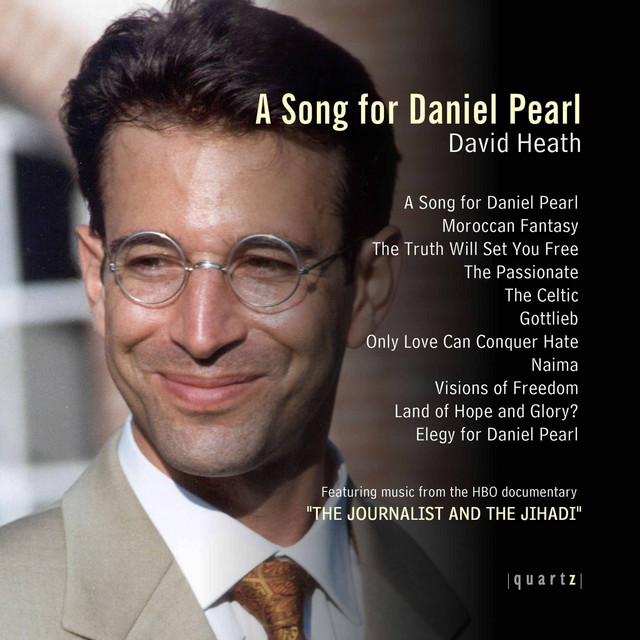 A Song for Daniel Pearl
David Heath
A Song for Daniel Pearl
Moroccan Fantasy
The Truth Will Set You Free
The Passionate
The Celtic
Gottlieb
Only Love Can Conquer Hate
Naima
Visions of Freedom
Land of Hope and Glory?
Elegy for Daniel Pearl
Featuring music from the HBO documentary
"THE JOURNALIST AND THE JIHADI"
|quartz|